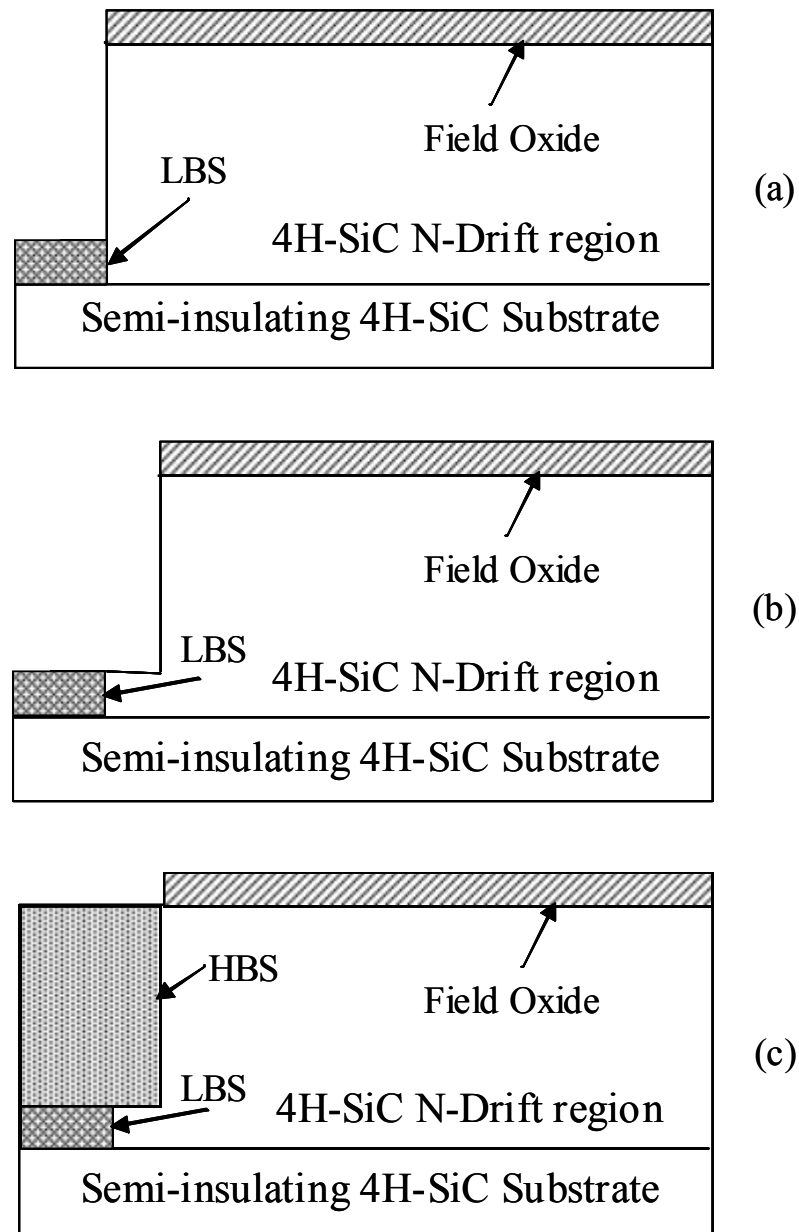 Field Oxide
LBS
(a)
4H-SiC N-Drift region
Semi-insulating 4H-SiC Substrate
Field Oxide
(b)
LBS
4H-SiC N-Drift region
Semi-insulating 4H-SiC Substrate
HBS
Field Oxide
(c)
LBS
4H-SiC N-Drift region
Semi-insulating 4H-SiC Substrate